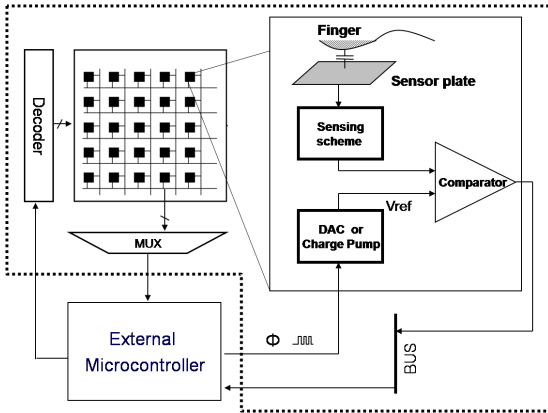 Finger
Sensor plate
Decoder
Sensing
scheme
Comparator
Vref
DAC or
Charge Pump
MUX
External
Microcontroller
Φ
BUS